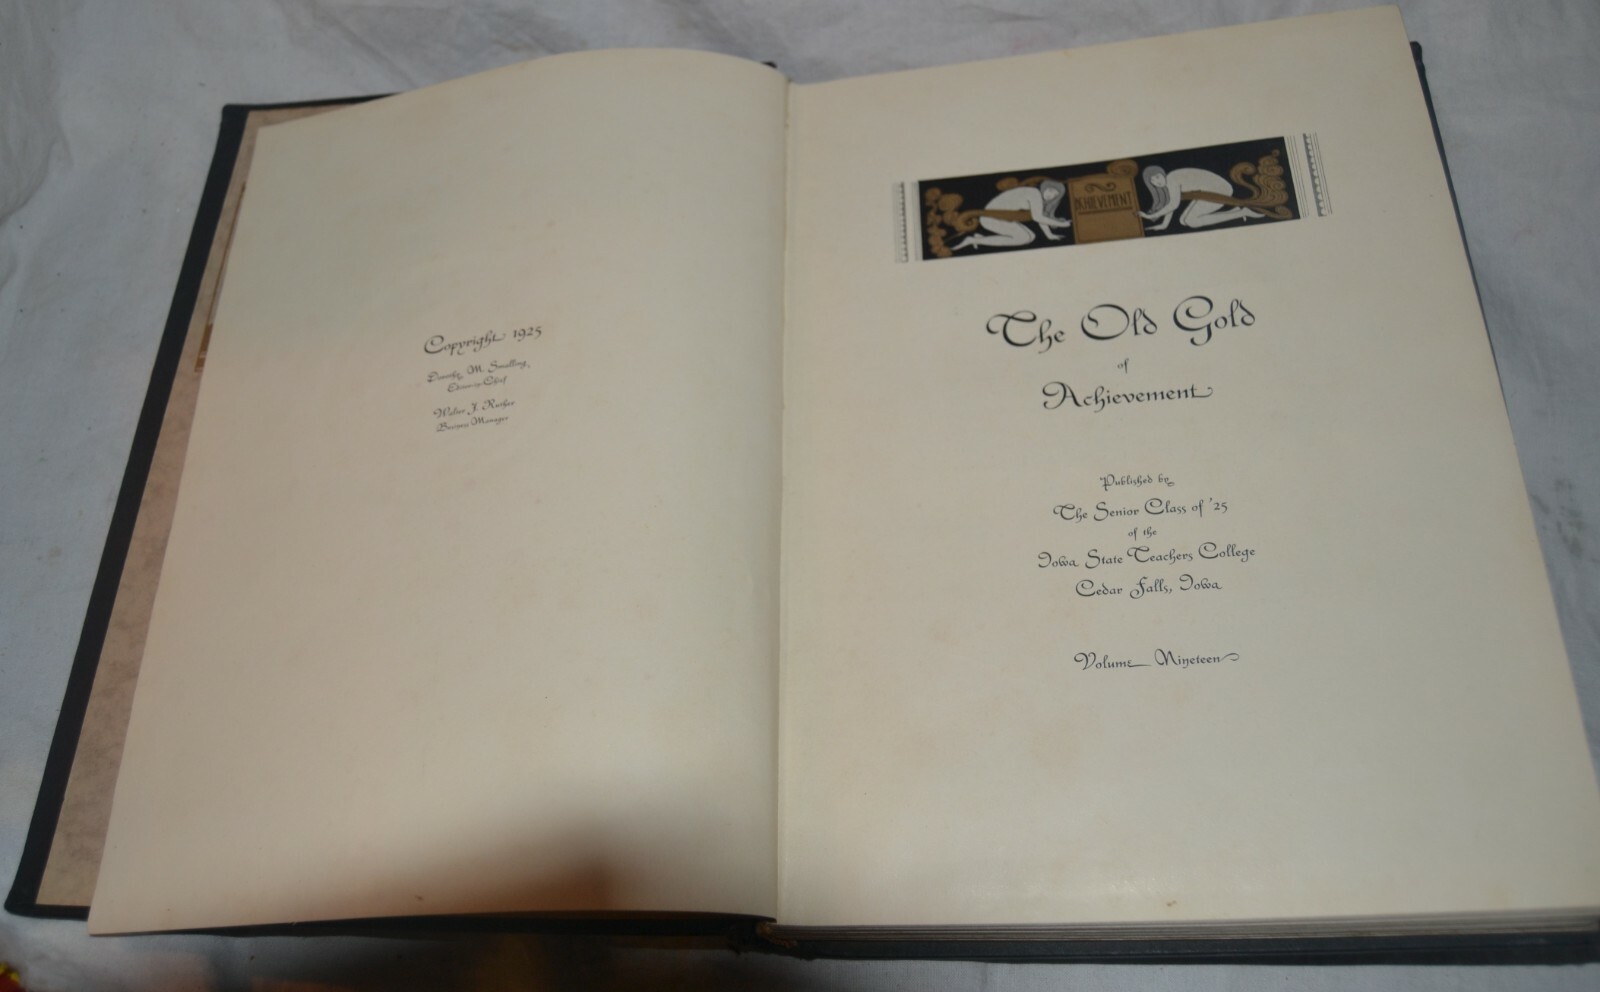 Copyright 1925
Dorothy M. Smalling,
Editor-in-Chief
Walter J.
Business Manager
ACHIEVEMENT
The Old Gold
of
Achievement
Published by
The Senior Class of '25
of the
Iowa State Teachers College
Cedar Falls, Iowa
Volume Nineteen